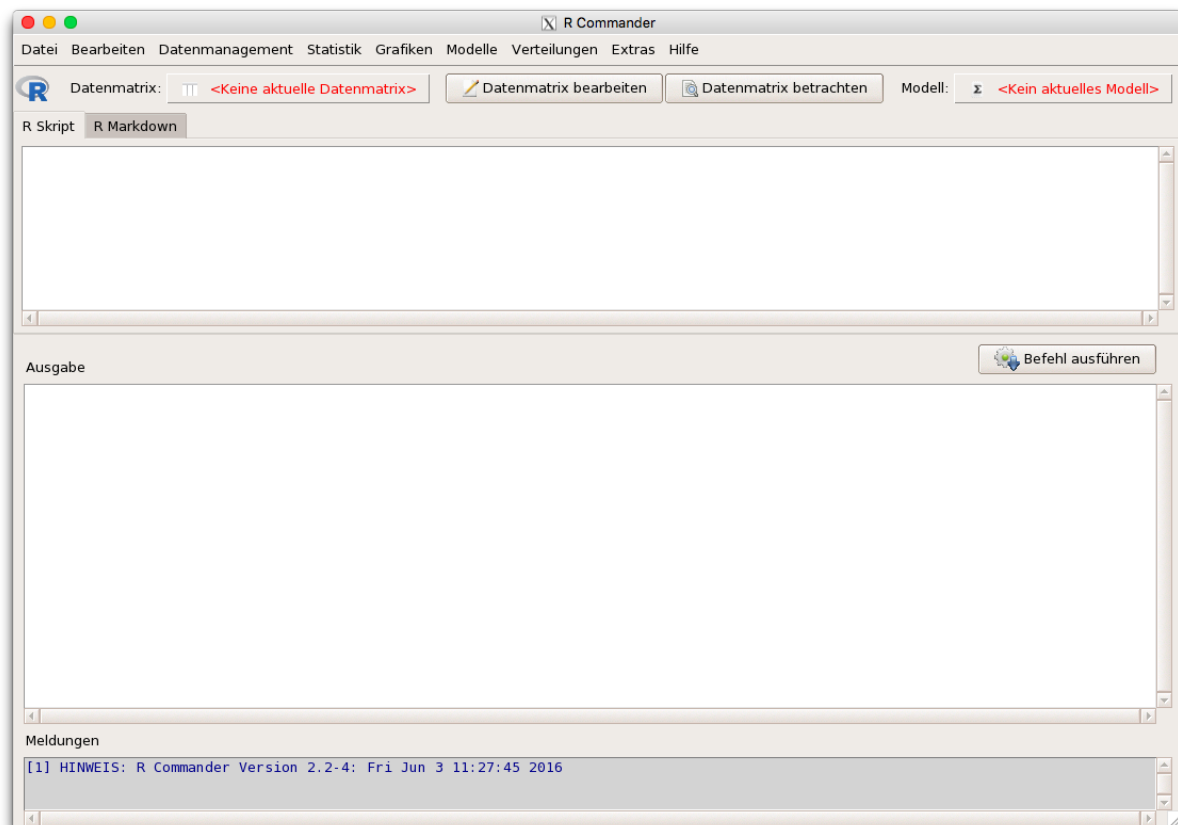 R Commander
Datei Bearbeiten Datenmanagement Statistik Grafiken Modelle Verteilungen Extras Hilfe
R Datenmatrix: <Keine aktuelle Datenmatrix> Datenmatrix bearbeiten Datenmatrix betrachten Modell: Σ <Kein aktuelles Modell>
R Skript R Markdown
Befehl ausführen
Ausgabe
Meldungen
[1] HINWEIS: R Commander Version 2.2-4: Fri Jun 3 11:27:45 2016